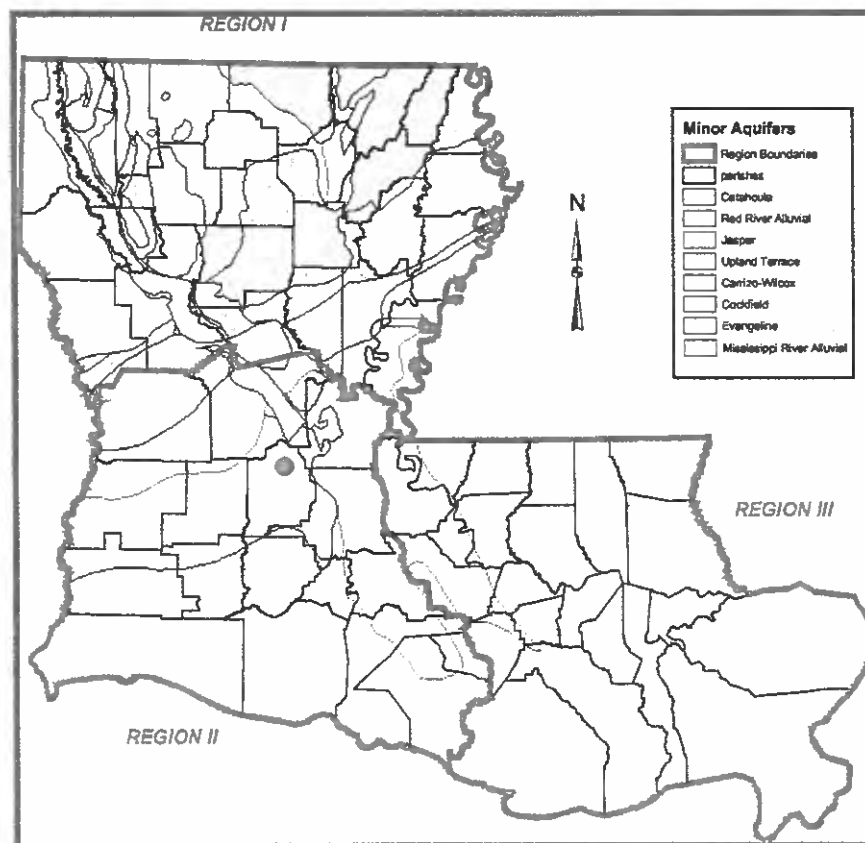 REGION I
Minor Aquifers
Region Boundaries
parishes
Catahoula
Red River Alluvial
Jasper
Upland Terrace
Carrizo-Wilcox
Cockfield
Evangeline
Mississippi River Alluvial
N
REGION III
REGION II